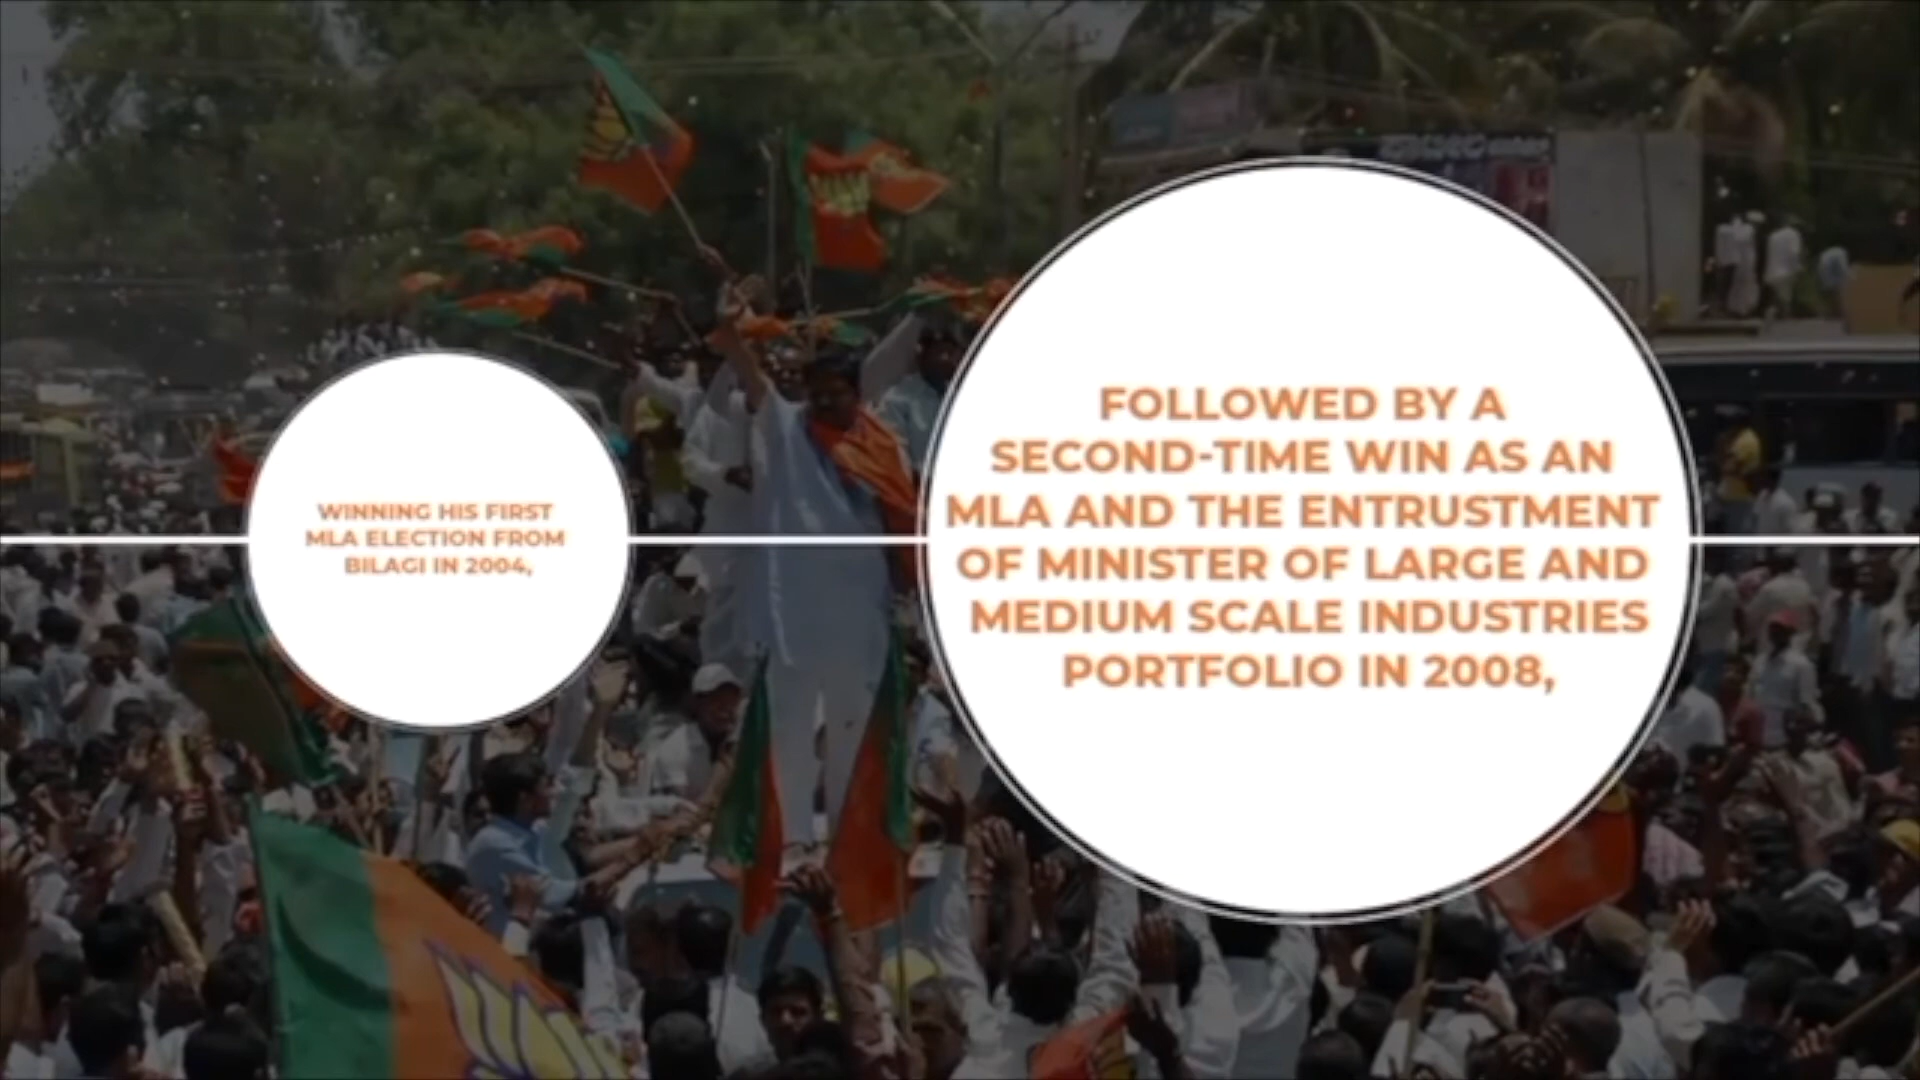 WINNING HIS FIRST
MLA ELECTION FROM
BILAGI IN 2004,
FOLLOWED BY A
SECOND-TIME WIN AS AN
MLA AND THE ENTRUSTMENT
OF MINISTER OF LARGE AND
MEDIUM SCALE INDUSTRIES
PORTFOLIO IN 2008,